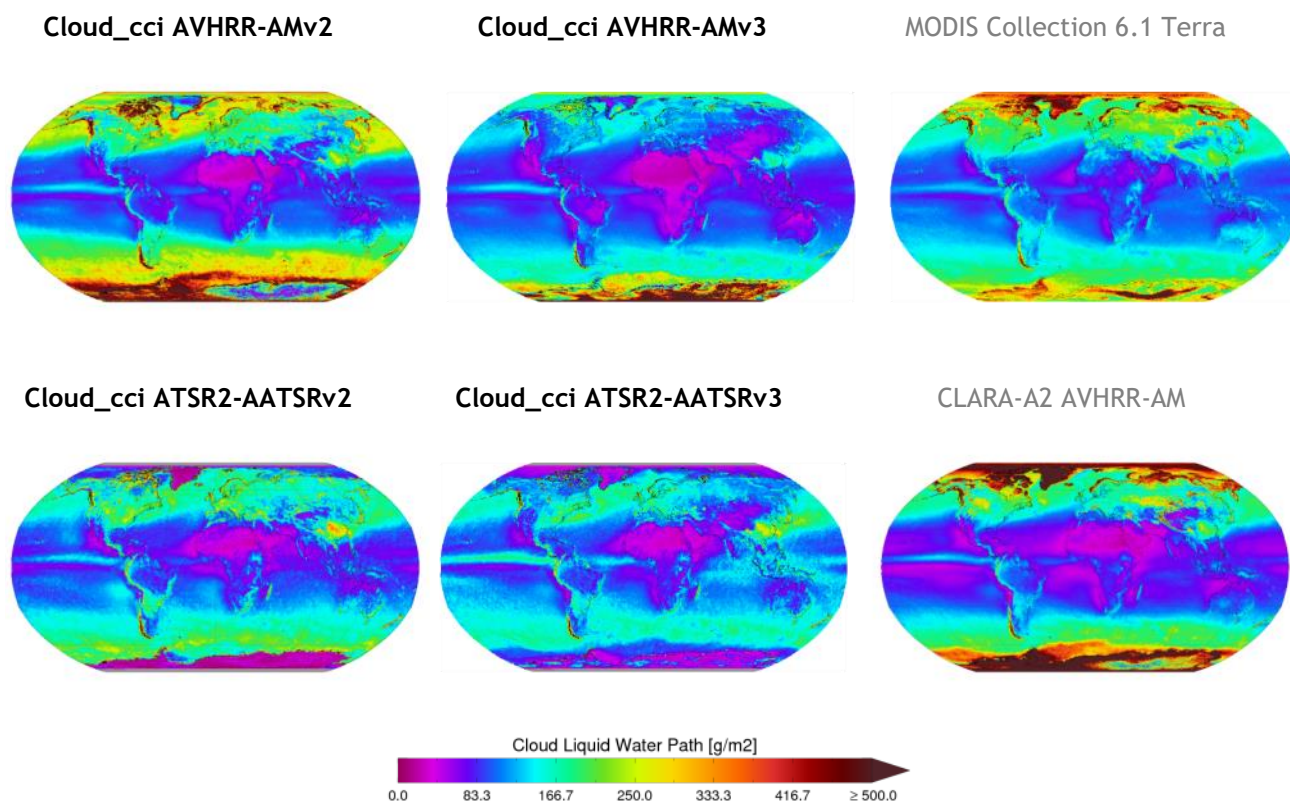 Cloud_cci AVHRR-AMv2
Cloud_cci AVHRR-AMv3
MODIS Collection 6.1 Terra
Cloud_cci ATSR2-AATSRv2
Cloud_cci ATSR2-AATSRv3
CLARA-A2 AVHRR-AM
Cloud Liquid Water Path [g/m2]
0.0 83.3 166.7 250.0 333.3 416.7 ≥ 500.0